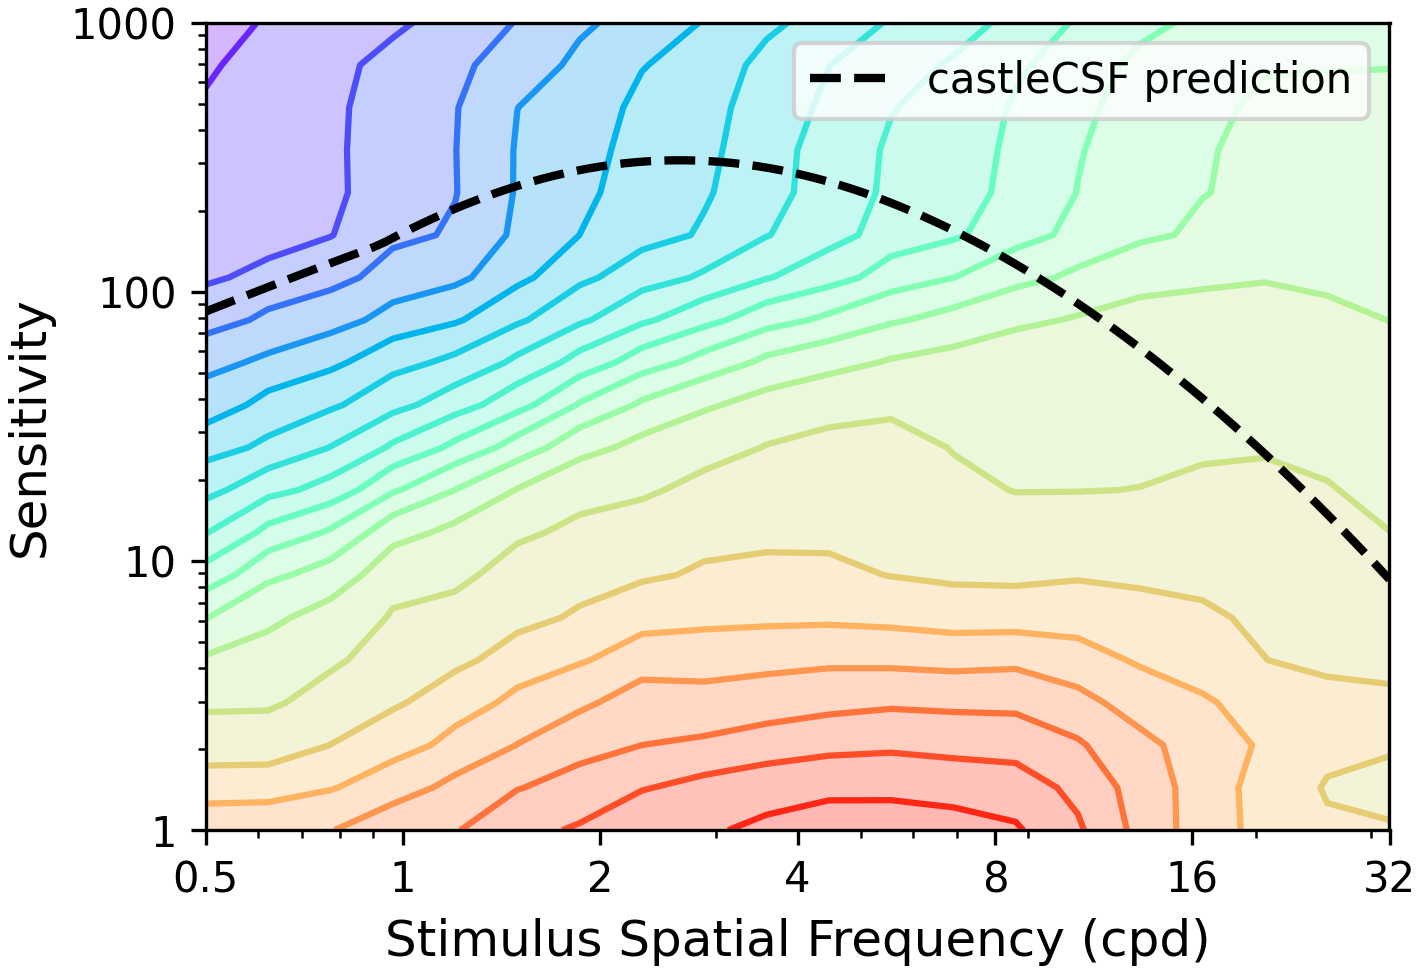 1000
castleCSF prediction
100
Sensitivity
10
1
0.5 1 2 4 8 16 32
Stimulus Spatial Frequency (cpd)